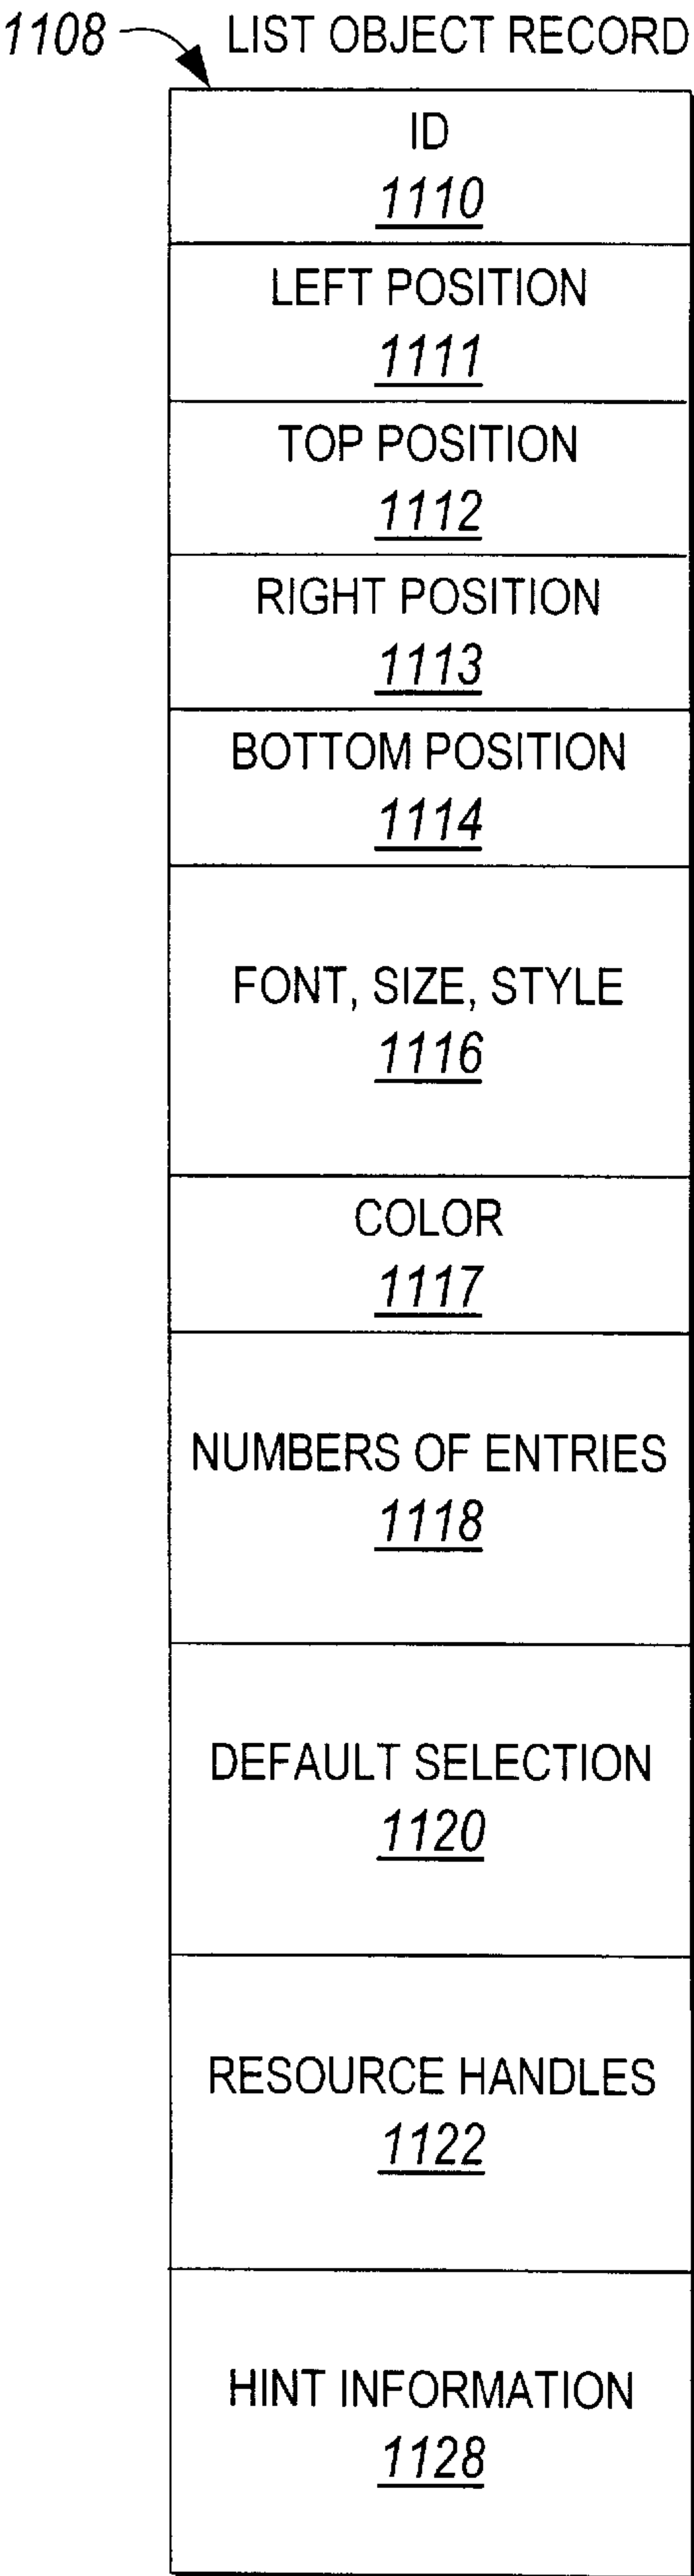 1108 LIST OBJECT RECORD
ID
1110
LEFT POSITION
1111
TOP POSITION
1112
RIGHT POSITION
1113
BOTTOM POSITION
1114
FONT, SIZE, STYLE
1116
COLOR
1117
NUMBERS OF ENTRIES
1118
DEFAULT SELECTION
1120
RESOURCE HANDLES
1122
HINT INFORMATION
1128